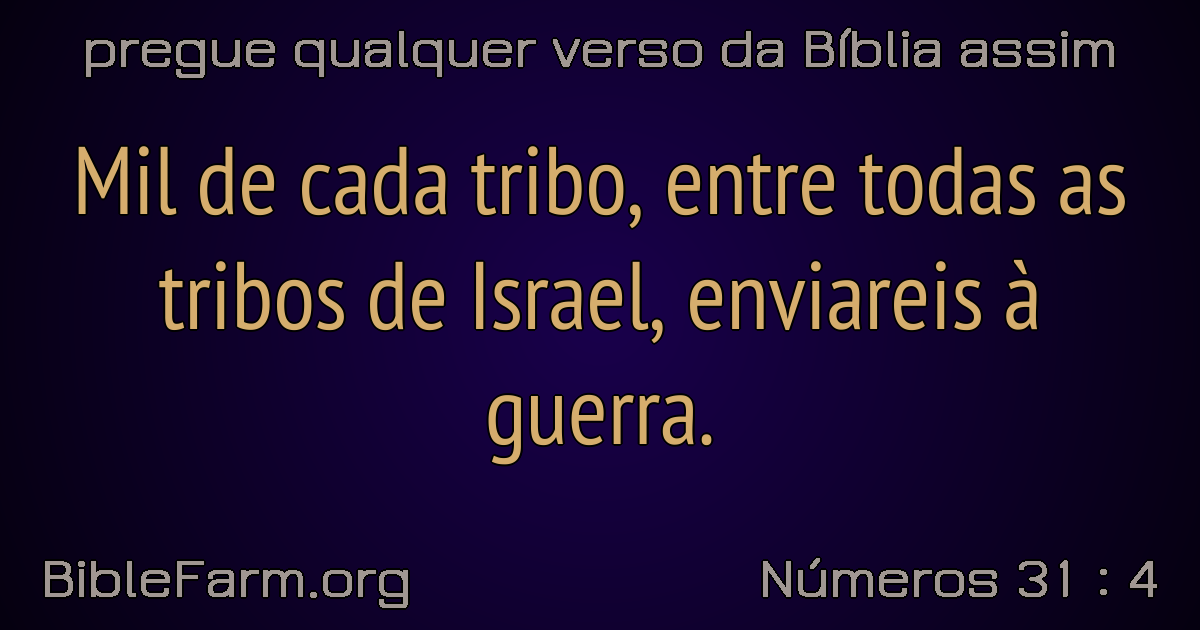 pregue qualquer verso da Bíblia assim
Mil de cada tribo, entre todas as
tribos de Israel, enviareis à
guerra.
BibleFarm.org
Números 31 : 4